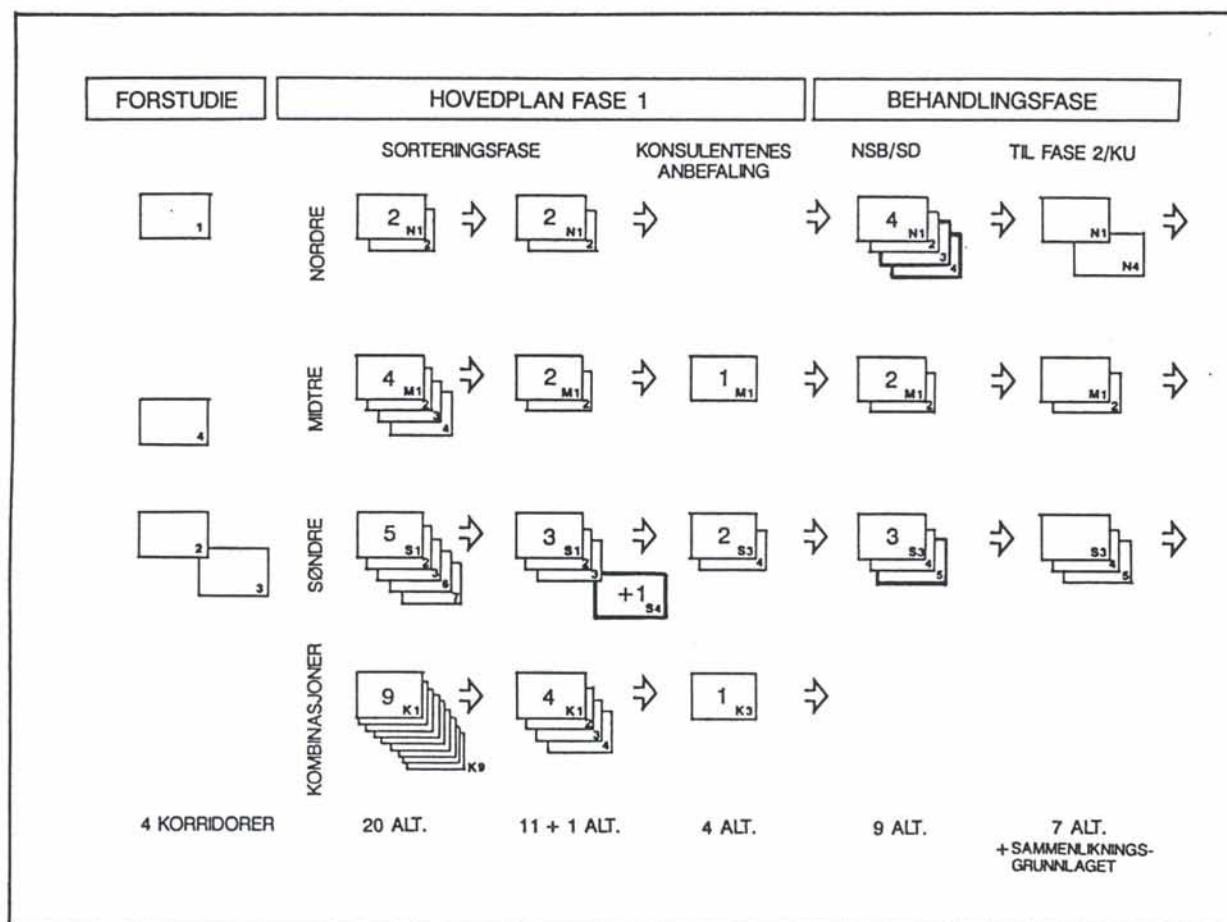 FORSTUDIE
HOVEDPLAN FASE 1
BEHANDLINGSFASE
SORTERINGSFASE
KONSULENTENES
ANBEFALING
NSB/SD
TIL FASE 2/KU
NORDRE
1
2 N1
2
2 N1
2
4 N1
2
3
4
N1
N4
MIDTRE
4
4 M1
2
3
4
2 M1
2
1 M1
2 M1
2
M1
2
SØNDRE
2
3
5 S1
2
3
6
7
3 S1
2
3
+1
S4
2 S3
4
3 S3
4
5
S3
4
5
KOMBINASJONER
9 K1
K9
4 K1
2
3
4
1 K3
4 KORRIDORER
20 ALT.
11 + 1 ALT.
4 ALT.
9 ALT.
7 ALT.
+ SAMMENLIKNINGS-
GRUNNLAGET